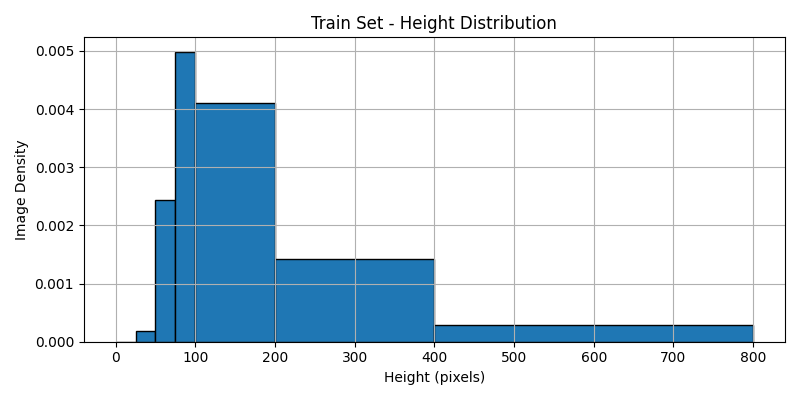 Train Set - Height Distribution
0.005
0.004
0.003
0.002
0.001
0.000
Image Density
0 100 200 300 400 500 600 700 800
Height (pixels)